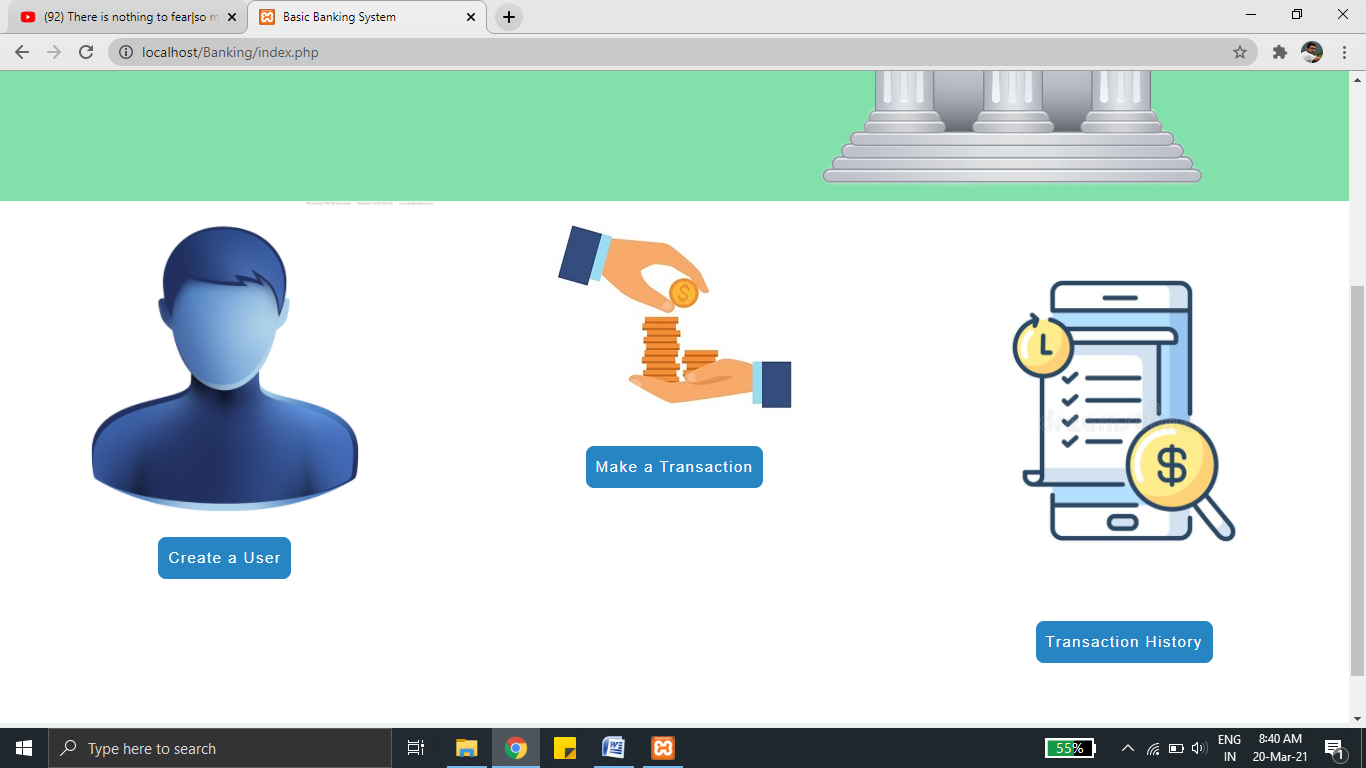 (92) There is nothing to fear|so m
Basic Banking System
localhost/Banking/index.php
$
Make a Transaction
$
Create a User
Transaction History
Type here to search
55%
ENG
IN
8:40 AM
20-Mar-21
1